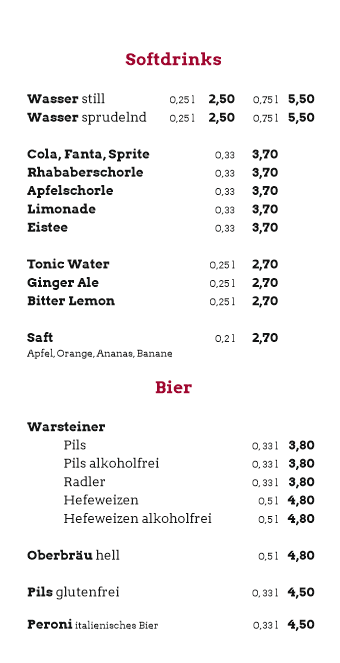 Softdrinks
Wasser still 0,25 l 2,50 0,75 l 5,50
Wasser sprudelnd 0,25 l 2,50 0,75 l 5,50
Cola, Fanta, Sprite 0,33 3,70
Rhababerschorle 0,33 3,70
Apfelschorle 0,33 3,70
Limonade 0,33 3,70
Eistee 0,33 3,70
Tonic Water 0,25 l 2,70
Ginger Ale 0,25 l 2,70
Bitter Lemon 0,25 l 2,70
Saft 0,2 l 2,70
Apfel, Orange, Ananas, Banane
Bier
Warsteiner
Pils 0,33 l 3,80
Pils alkoholfrei 0,33 l 3,80
Radler 0,33 l 3,80
Hefeweizen 0,5 l 4,80
Hefeweizen alkoholfrei 0,5 l 4,80
Oberbräu hell 0,5 l 4,80
Pils glutenfrei 0,33 l 4,50
Peroni italienisches Bier 0,33 l 4,50